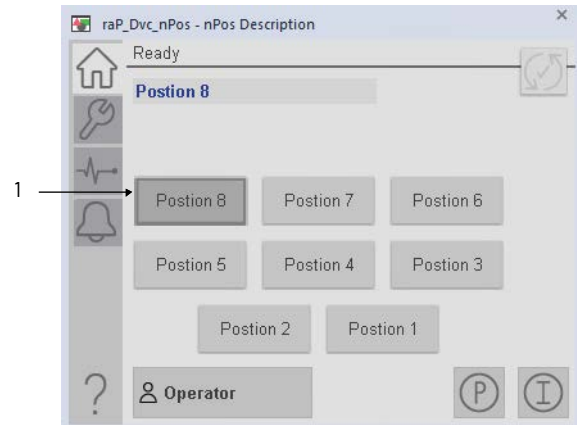 raP_Dvc_nPos - nPos Description
×
Ready
Postion 8
1
Postion 8 Postion 7 Postion 6
Postion 5 Postion 4 Postion 3
Postion 2 Postion 1
? Operator P I